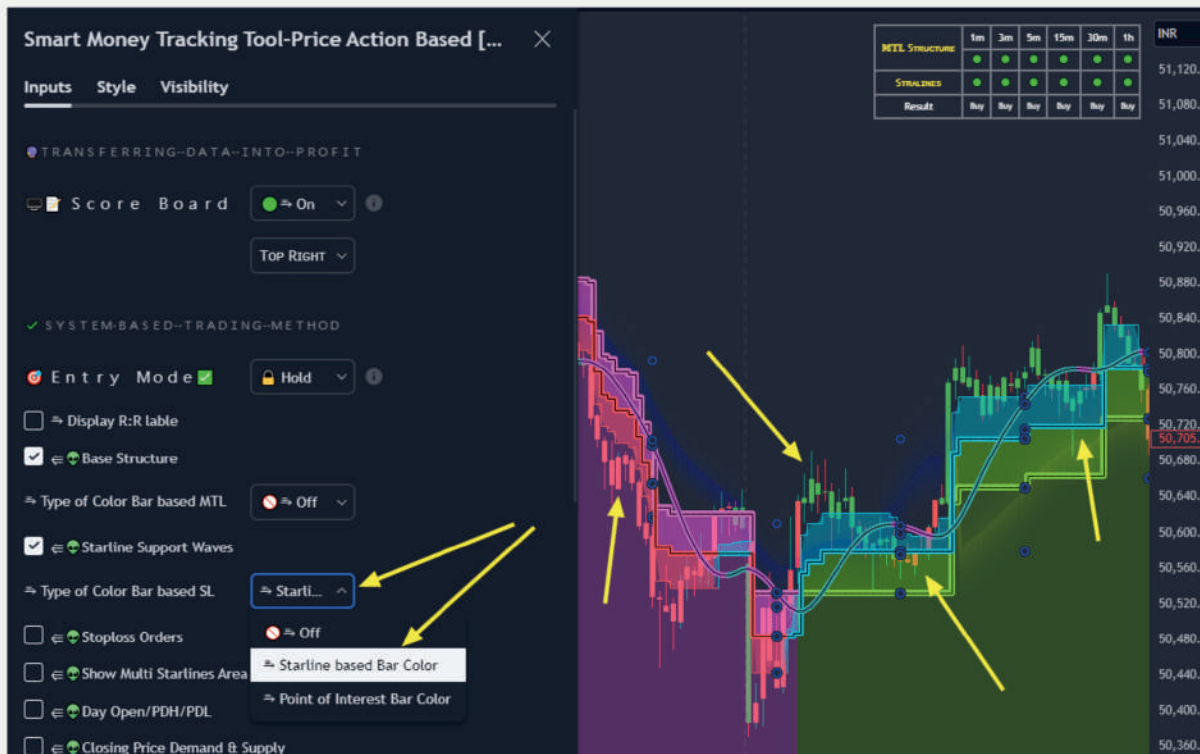 Smart Money Tracking Tool-Price Action Based [...
Inputs Style Visibility
TRANSFERRING--DATA--INTO--PROFIT
Score Board
On
TOP RIGHT
SYSTEM-BASED--TRADING--METHOD
Entry Mode
Hold
Display R:R lable
Base Structure
Type of Color Bar based MTL
Off
Starline Support Waves
Type of Color Bar based SL
Starli...
Off
Starline based Bar Color
Point of Interest Bar Color
Stoploss Orders
Show Multi Starlines Area
Day Open/PDH/PDL
Closing Price Demand & Supply
MTL STRUCTURE 1m 3m 5m 15m 30m 1h
STRALINES
Result Buy Buy Buy Buy Buy Buy
INR
51,120.
51,080.
51,040.
51,000.
50,960.
50,920.
50,880.
50,840.
50,800.
50,760.
50,720.
50,705.
50,680.
50,640.
50,600.
50,560.
50,520.
50,480.
50,440.
50,400.
50,360.